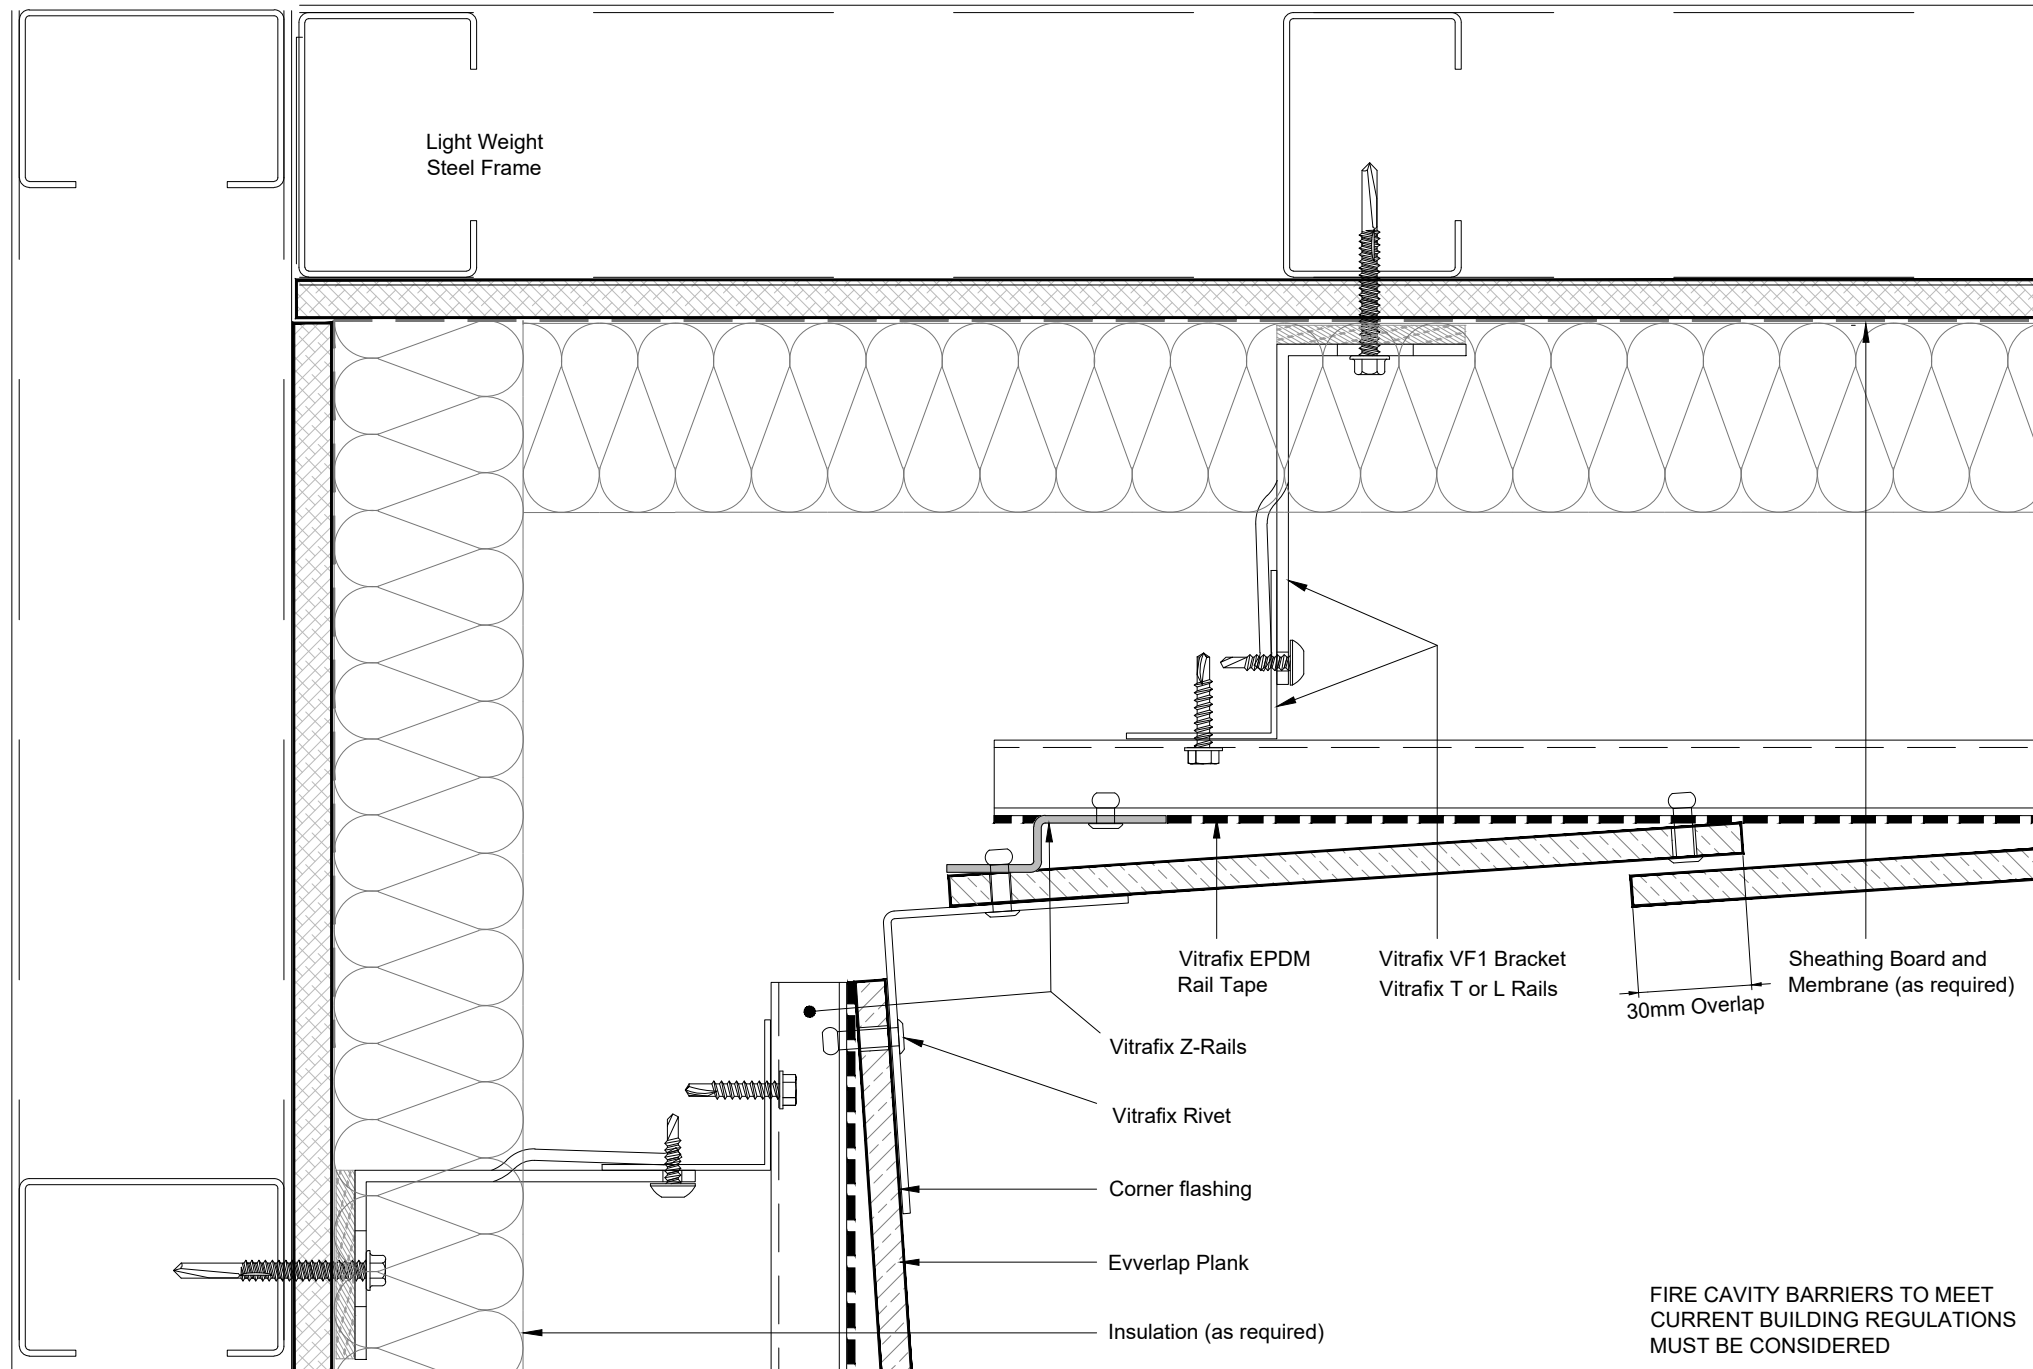 Light Weight
Steel Frame
Vitrafix EPDM
Rail Tape
Vitrafix VF1 Bracket
Vitrafix T or L Rails
30mm Overlap
Sheathing Board and
Membrane (as required)
Vitrafix Z-Rails
Vitrafix Rivet
Corner flashing
Evverlap Plank
Insulation (as required)
FIRE CAVITY BARRIERS TO MEET
CURRENT BUILDING REGULATIONS
MUST BE CONSIDERED